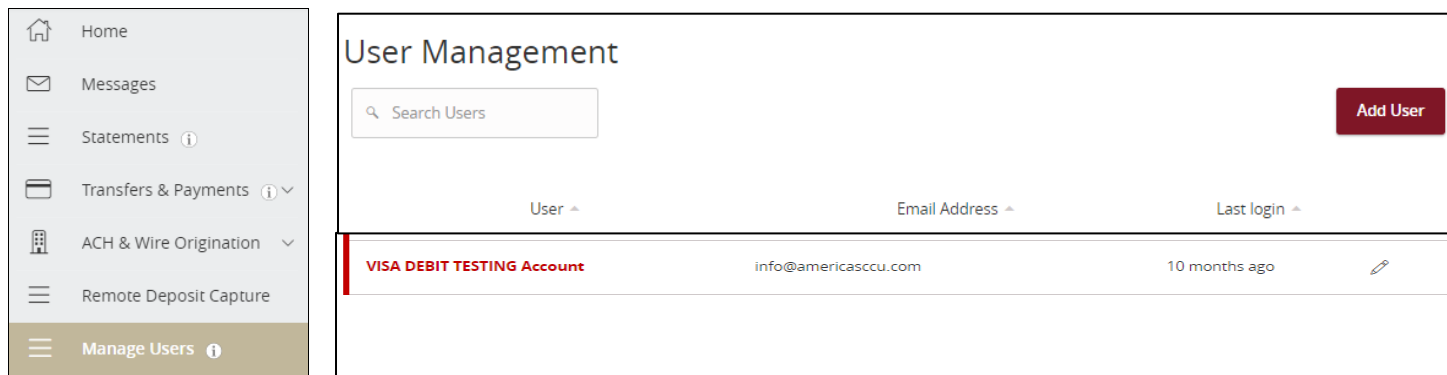 Home
Messages
Statements
Transfers & Payments
ACH & Wire Origination
Remote Deposit Capture
Manage Users
User Management
Search Users
Add User
User Email Address Last login
VISA DEBIT TESTING Account info@americasccu.com 10 months ago